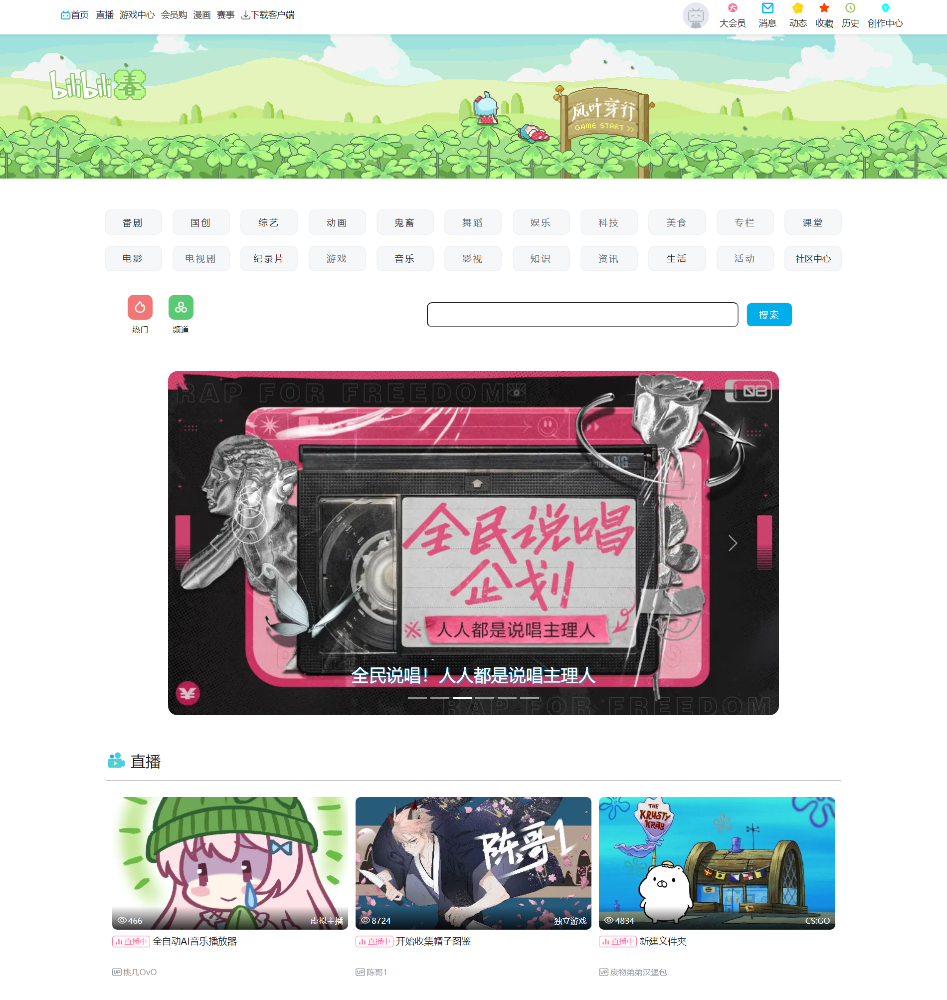 首页 直播 游戏中心 会员购 漫画 赛事 下载客户端
大会员 消息 动态 收藏 历史 创作中心
bilibili 春
风叶穿行
GAME START >>
番剧 国创 综艺 动画 鬼畜 舞蹈 娱乐 科技 美食 专栏 课堂
电影 电视剧 纪录片 游戏 音乐 影视 知识 资讯 生活 活动 社区中心
热门 频道
搜索
RAP FOR FREEDOM
02
SUPER HG
全民说唱
企划
人人都是说唱主理人
全民说唱！人人都是说唱主理人
RAP FOR FREEDOM
直播
陈哥1
THE
KRUSTY
KRAB
466 虚拟主播
8724 独立游戏
4834 CS:GO
直播中 全自动AI音乐播放器
直播中 开始收集帽子图鉴
直播中 新建文件夹
UP 桃几OvO
UP 陈哥1
UP 废物弟弟汉堡包